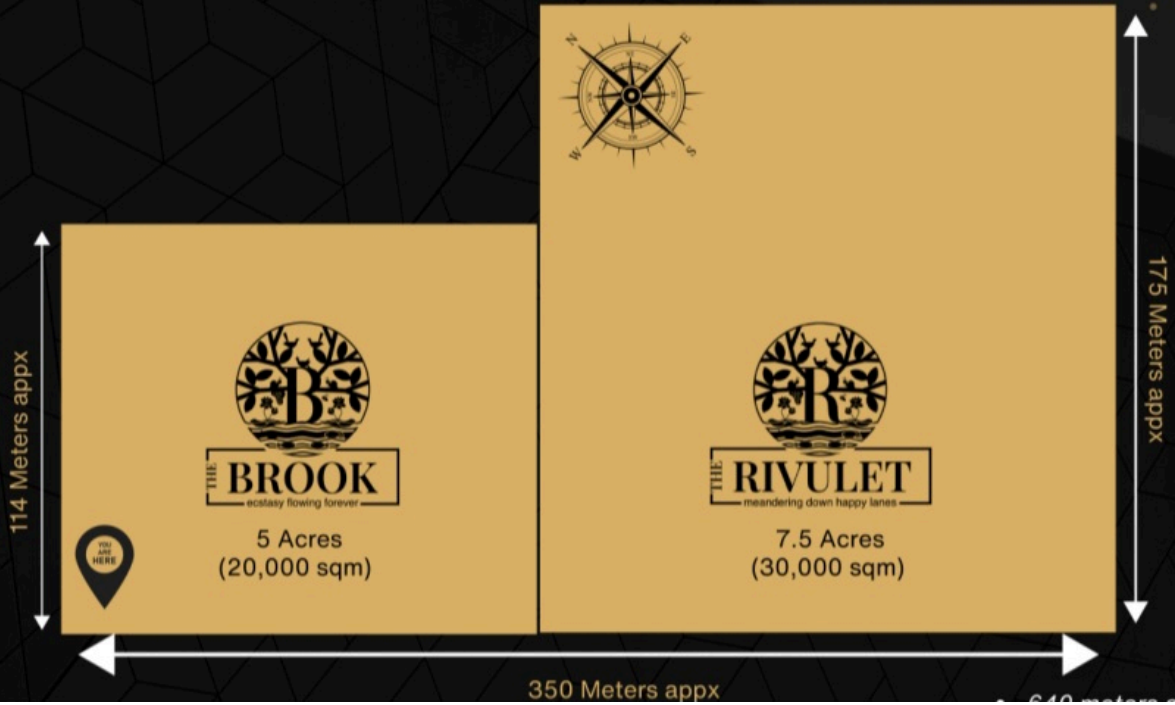 N
E
W
S
114 Meters appx
B
THE
BROOK
ecstasy flowing forever
5 Acres
(20,000 sqm)
YOU
ARE
HERE
R
THE
RIVULET
meandering down happy lanes
7.5 Acres
(30,000 sqm)
175 Meters appx
350 Meters appx